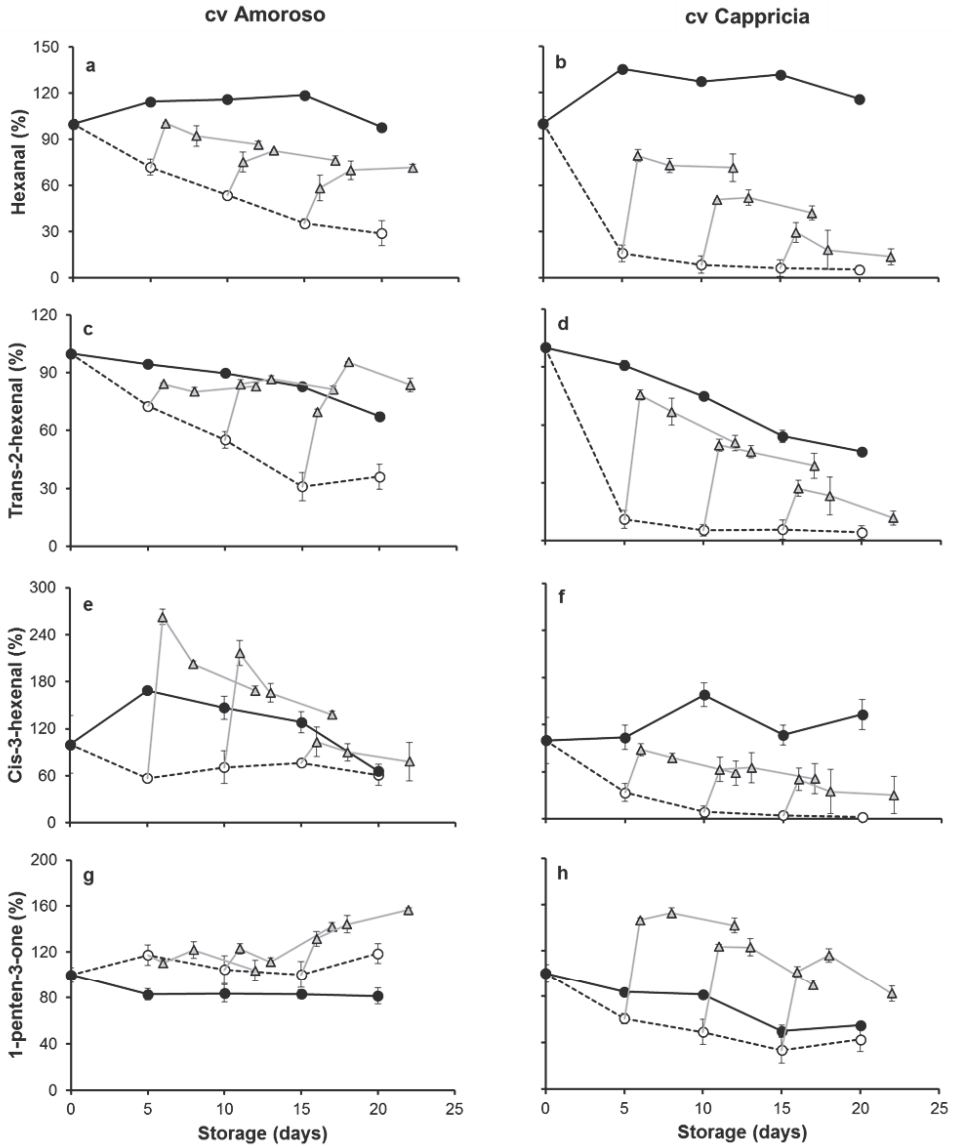 cv Amoroso
cv Cappricia
a
b
Hexanal (%)
150
120
90
60
30
0
c
d
Trans-2-hexenal (%)
120
90
60
30
0
e
f
Cis-3-hexenal (%)
300
240
180
120
60
0
g
h
1-penten-3-one (%)
200
160
120
80
40
0
0 5 10 15 20 25
0 5 10 15 20 25
Storage (days)
Storage (days)